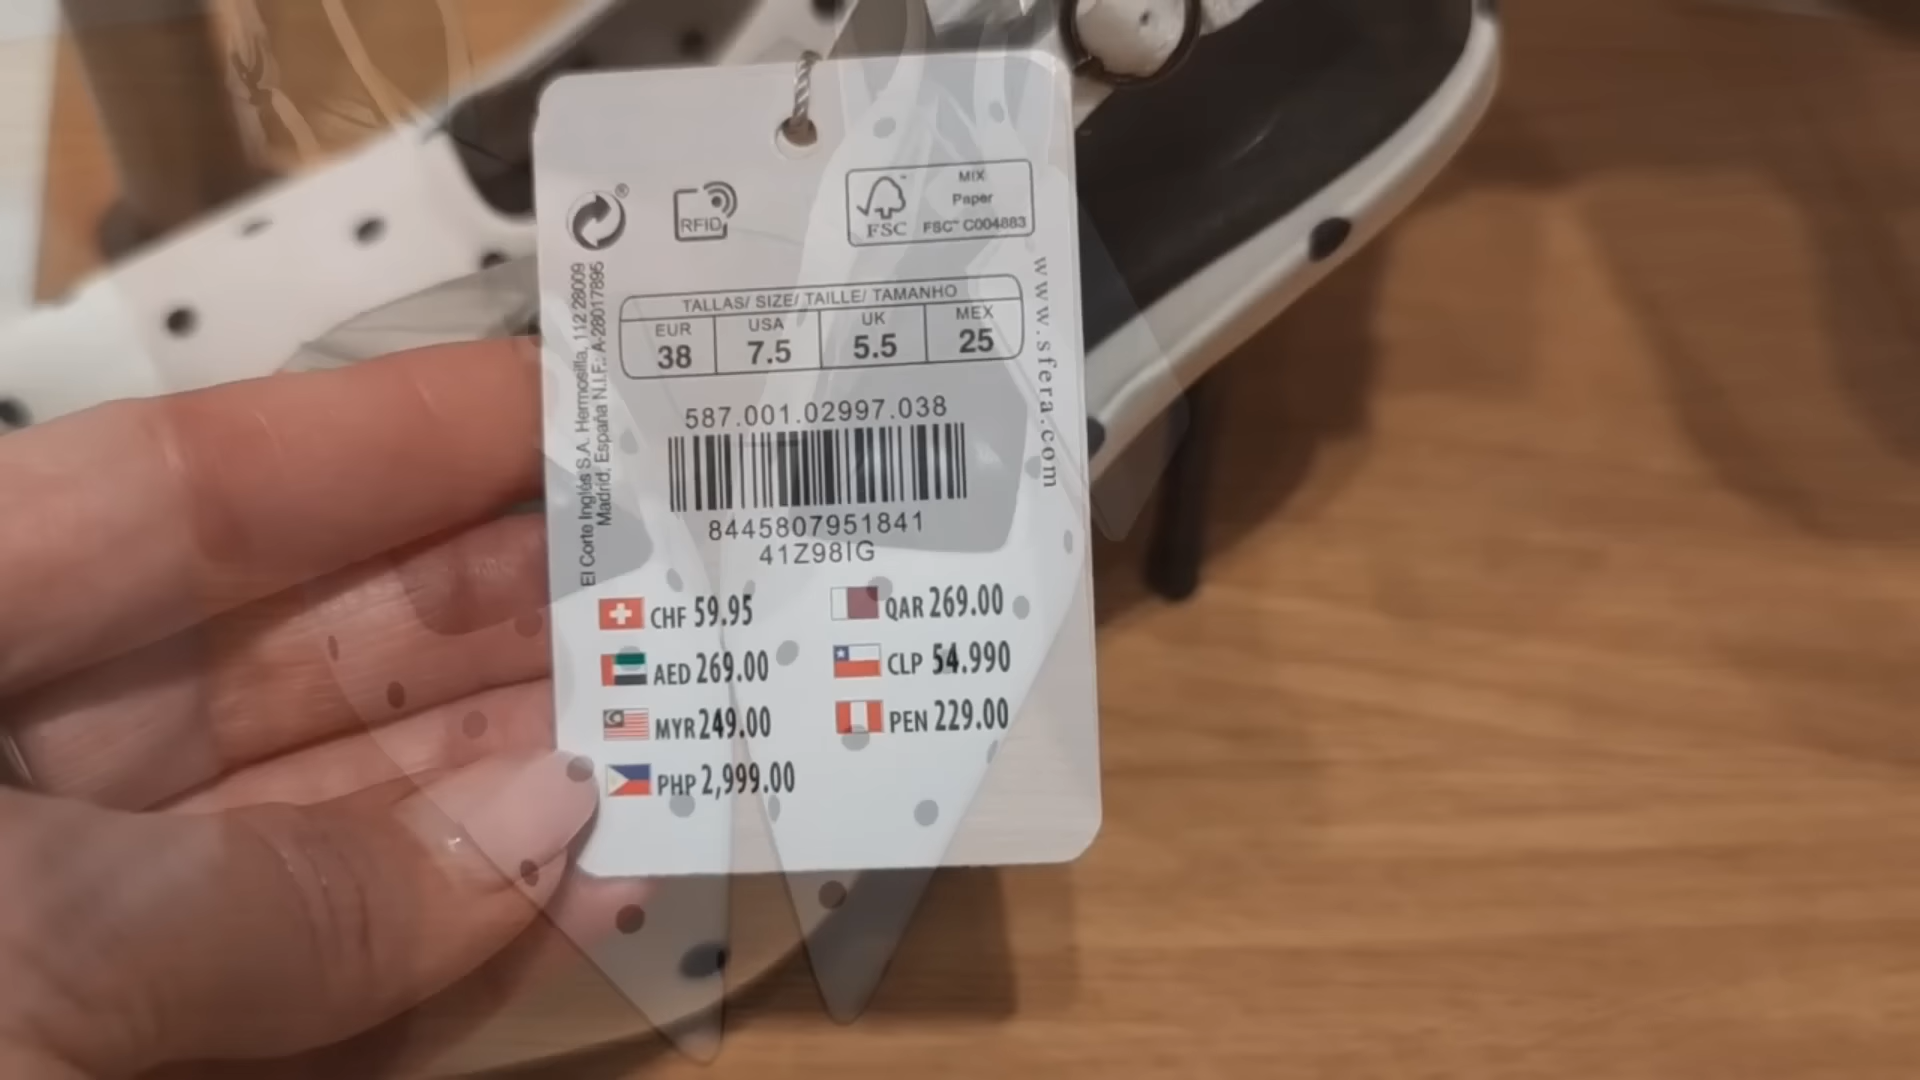 ®
RFID
MIX
Paper
FSC
FSC™ C004883
El Corte Inglés S.A. Hermosilla, 112 28009
Madrid. España N.I.F.: A-28017895
TALLAS/ SIZE/ TAILLE/ TAMANHO
EUR USA UK MEX
38 7.5 5.5 25
www.sfera.com
587.001.02997.038
8445807951841
41Z98IG
CHF 59.95 QAR 269.00
AED 269.00 CLP 54.990
MYR 249.00 PEN 229.00
PHP 2,999.00